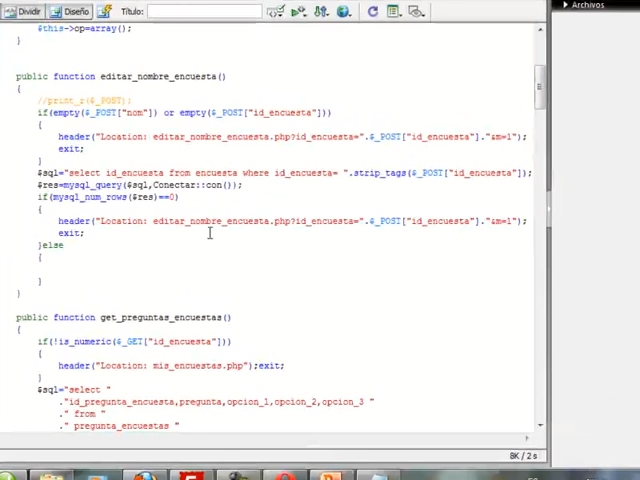 Dividir Diseño Título: Archivos
$this->op=array();
}
public function editar_nombre_encuesta()
{
//print_r($_POST);
if(empty($_POST["nom"]) or empty($_POST["id_encuesta"]))
{
header("Location: editar_nombre_encuesta.php?id_encuesta=".$_POST["id_encuesta"]."&m=1");
exit;
}
$sql="select id_encuesta from encuesta where id_encuesta= ".strip_tags($_POST["id_encuesta"]);
$res=mysql_query($sql,Conectar::con());
if(mysql_num_rows($res)==0)
{
header("Location: editar_nombre_encuesta.php?id_encuesta=".$_POST["id_encuesta"]."&m=1");
exit;
}else
{
}
}
public function get_preguntas_encuestas()
{
if(!is_numeric($_GET["id_encuesta"]))
{
header("Location: mis_encuestas.php");exit;
}
$sql="select "
."id_pregunta_encuesta,pregunta,opcion_1,opcion_2,opcion_3 "
." from "
." pregunta_encuestas "
8K / 2 s